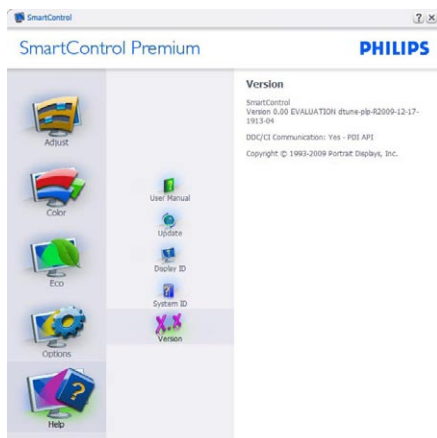 SmartControl
SmartControl Premium
PHILIPS
Adjust
Color
Eco
Options
Help
User Manual
Update
Display ID
System ID
X.X
Version
Version
SmartControl
Version 0.00 EVALUATION dtune-plp-R2009-12-17-
1913-04
DDC/CI Communication: Yes - PDI API
Copyright © 1993-2009 Portrait Displays, Inc.